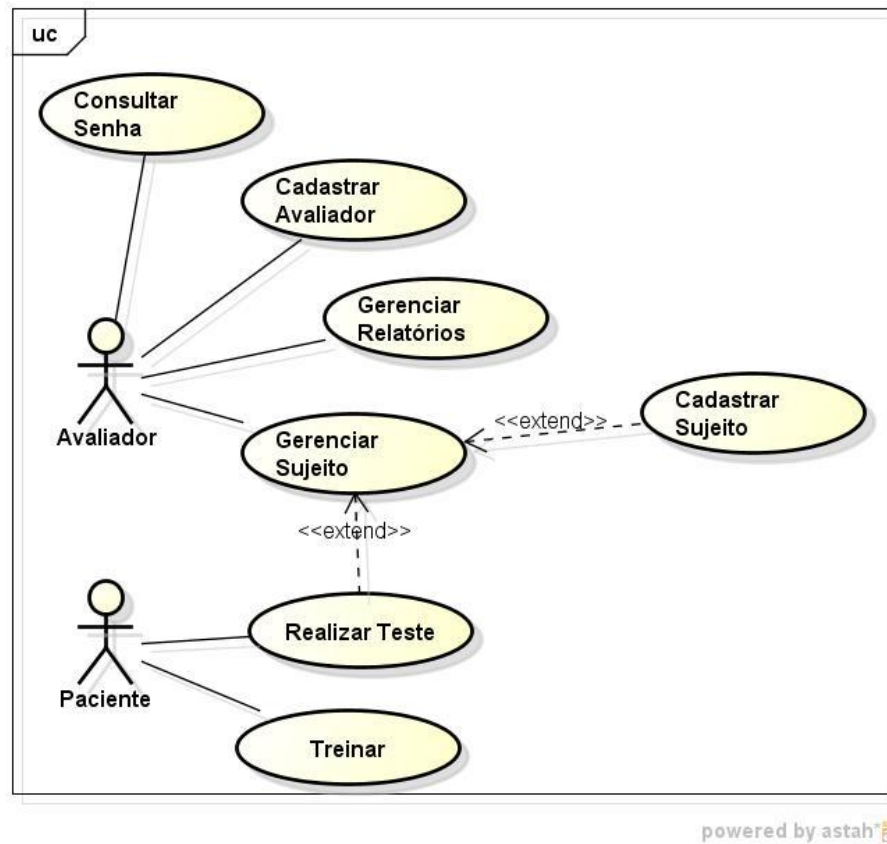 uc
Consultar
Senha
Cadastrar
Avaliador
Gerenciar
Relatórios
Cadastrar
Sujeito
<<extend>>
Gerenciar
Sujeito
Avaliador
<<extend>>
Realizar Teste
Paciente
Treinar
powered by astah*